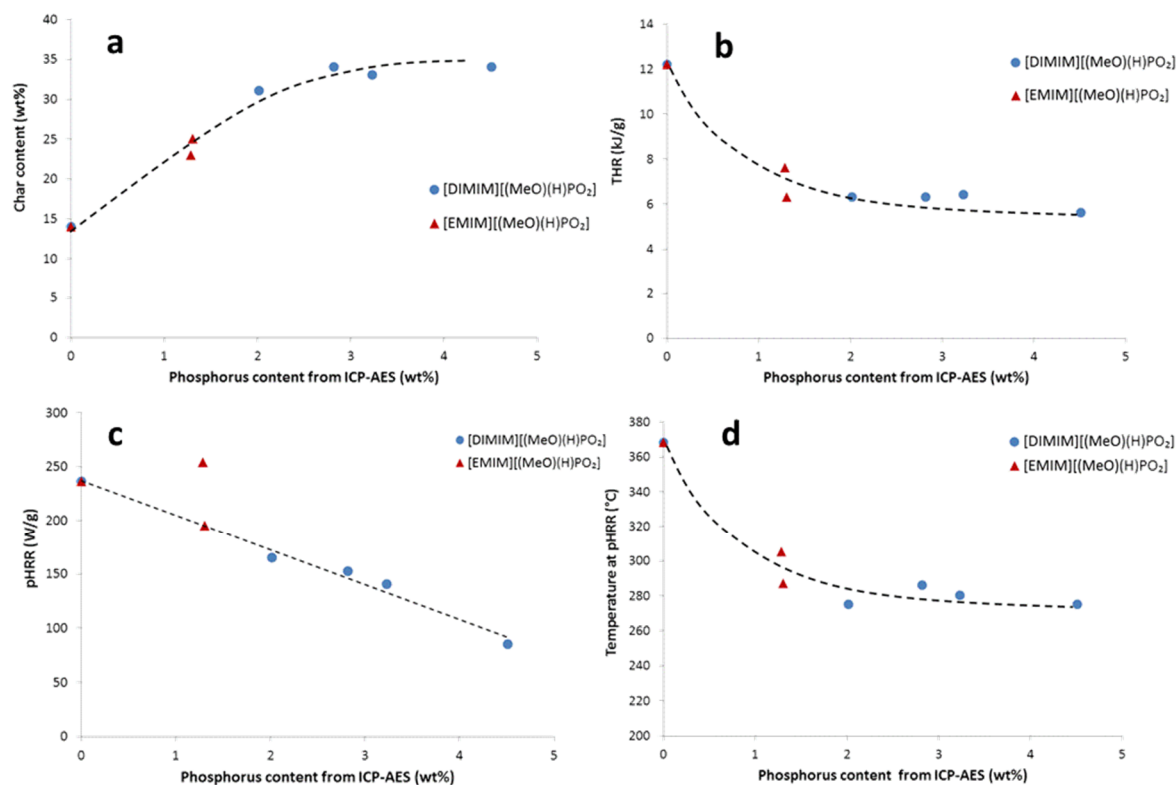 a
Char content (wt%)
40
35
30
25
20
15
10
5
0
0 1 2 3 4 5
Phosphorus content from ICP-AES (wt%)
[DIMIM][(MeO)(H)PO₂]
[EMIM][(MeO)(H)PO₂]
b
THR (kJ/g)
14
12
10
8
6
4
2
0
0 1 2 3 4 5
Phosphorus content from ICP-AES (wt%)
[DIMIM][(MeO)(H)PO₂]
[EMIM][(MeO)(H)PO₂]
c
pHRR (W/g)
300
250
200
150
100
50
0
0 1 2 3 4 5
Phosphorus content from ICP-AES (wt%)
[DIMIM][(MeO)(H)PO₂]
[EMIM][(MeO)(H)PO₂]
d
Temperature at pHRR (°C)
380
360
340
320
300
280
260
240
220
200
0 1 2 3 4 5
Phosphorus content from ICP-AES (wt%)
[DIMIM][(MeO)(H)PO₂]
[EMIM][(MeO)(H)PO₂]